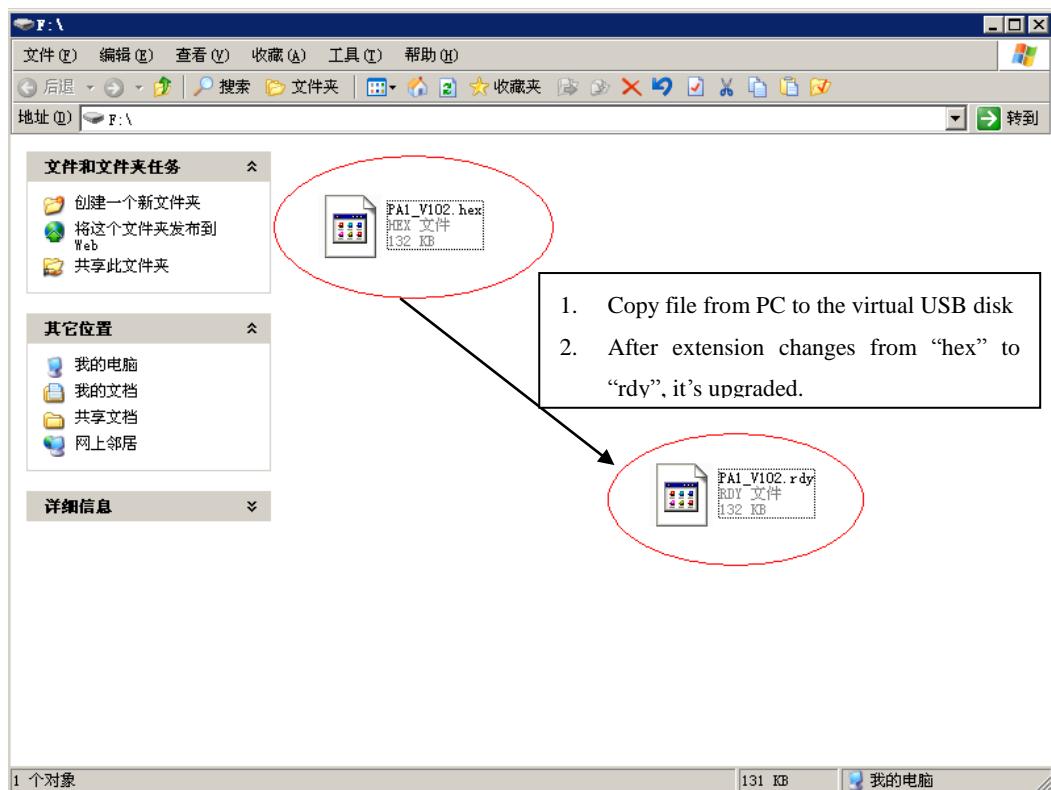 F:\
文件(F) 编辑(E) 查看(V) 收藏(A) 工具(T) 帮助(H)
后退 搜索 文件夹 收藏夹
地址(D) F:\ 转到
文件和文件夹任务
创建一个新文件夹
将这个文件夹发布到
Web
共享此文件夹
其它位置
我的电脑
我的文档
共享文档
网上邻居
详细信息
PA1_V102.hex
HEX 文件
132 KB
1. Copy file from PC to the virtual USB disk
2. After extension changes from “hex” to
“rdy”, it’s upgraded.
PA1_V102.rdy
RDY 文件
132 KB
1 个对象 131 KB 我的电脑